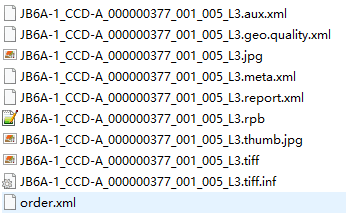 JB6A-1_CCD-A_000000377_001_005_L3.aux.xml
JB6A-1_CCD-A_000000377_001_005_L3.geo.quality.xml
JB6A-1_CCD-A_000000377_001_005_L3.jpg
JB6A-1_CCD-A_000000377_001_005_L3.meta.xml
JB6A-1_CCD-A_000000377_001_005_L3.report.xml
JB6A-1_CCD-A_000000377_001_005_L3.rpb
JB6A-1_CCD-A_000000377_001_005_L3.thumb.jpg
JB6A-1_CCD-A_000000377_001_005_L3.tiff
JB6A-1_CCD-A_000000377_001_005_L3.tiff.inf
order.xml